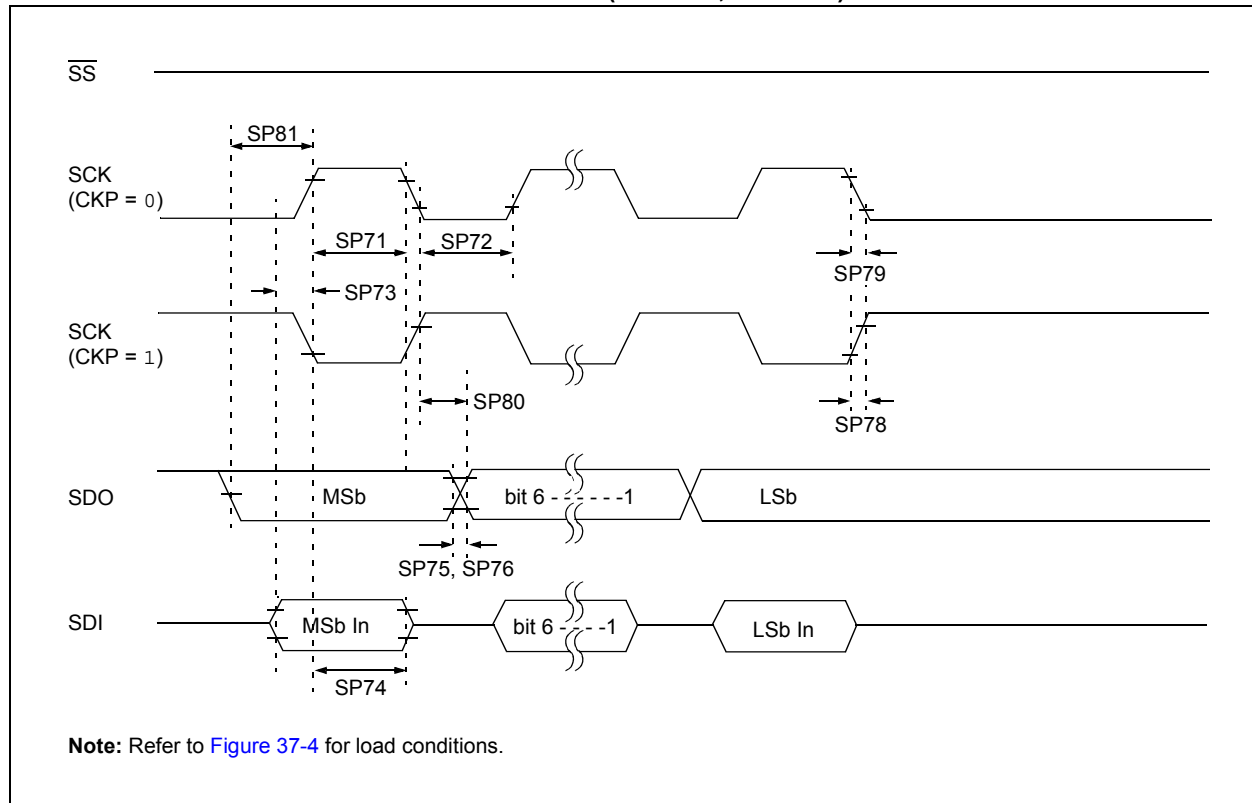 SS
SP81
SCK
(CKP = 0)
SP71
SP72
SP79
SP73
SCK
(CKP = 1)
SP80
SP78
SDO
MSb
bit 6 - - - - - - -1
LSb
SP75, SP76
SDI
MSb In
bit 6 - - - - -1
LSb In
SP74
Note: Refer to Figure 37-4 for load conditions.